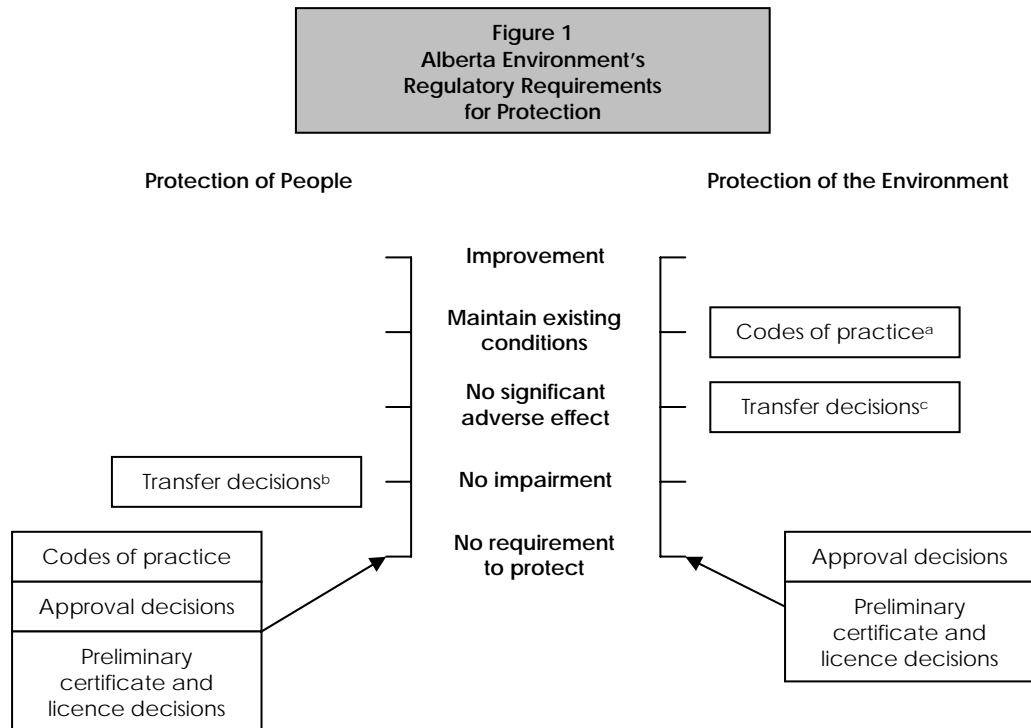 Figure 1
Alberta Environment's
Regulatory Requirements
for Protection
Protection of People
Protection of the Environment
Improvement
Maintain existing
conditions
Codes of practiceᵃ
No significant
adverse effect
Transfer decisionsᶜ
Transfer decisionsᵇ
No impairment
Codes of practice
Approval decisions
Preliminary
certificate and
licence decisions
No requirement
to protect
Approval decisions
Preliminary
certificate and
licence decisions